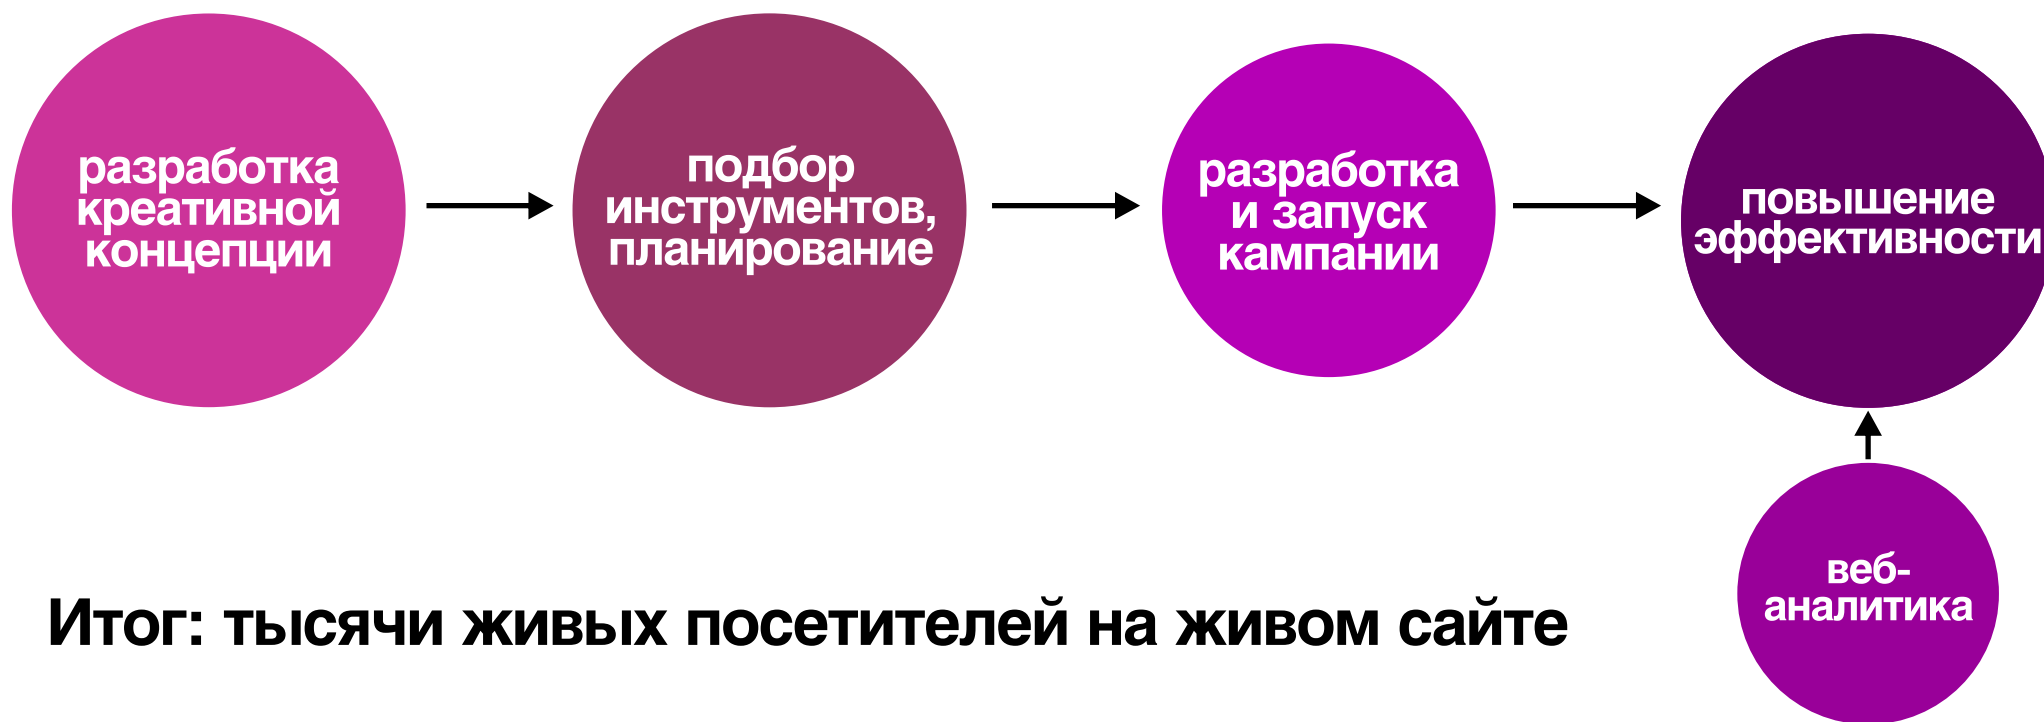 разработка
креативной
концепции
подбор
инструментов,
планирование
разработка
и запуск
кампании
повышение
эффективности
веб-
аналитика
Итог: тысячи живых посетителей на живом сайте